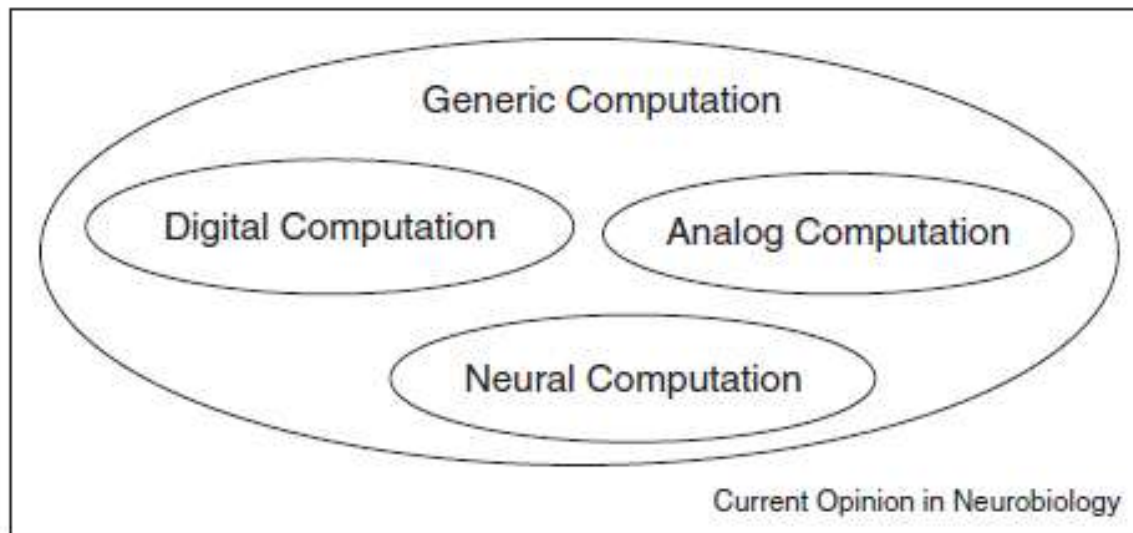 Generic Computation
Digital Computation
Analog Computation
Neural Computation
Current Opinion in Neurobiology